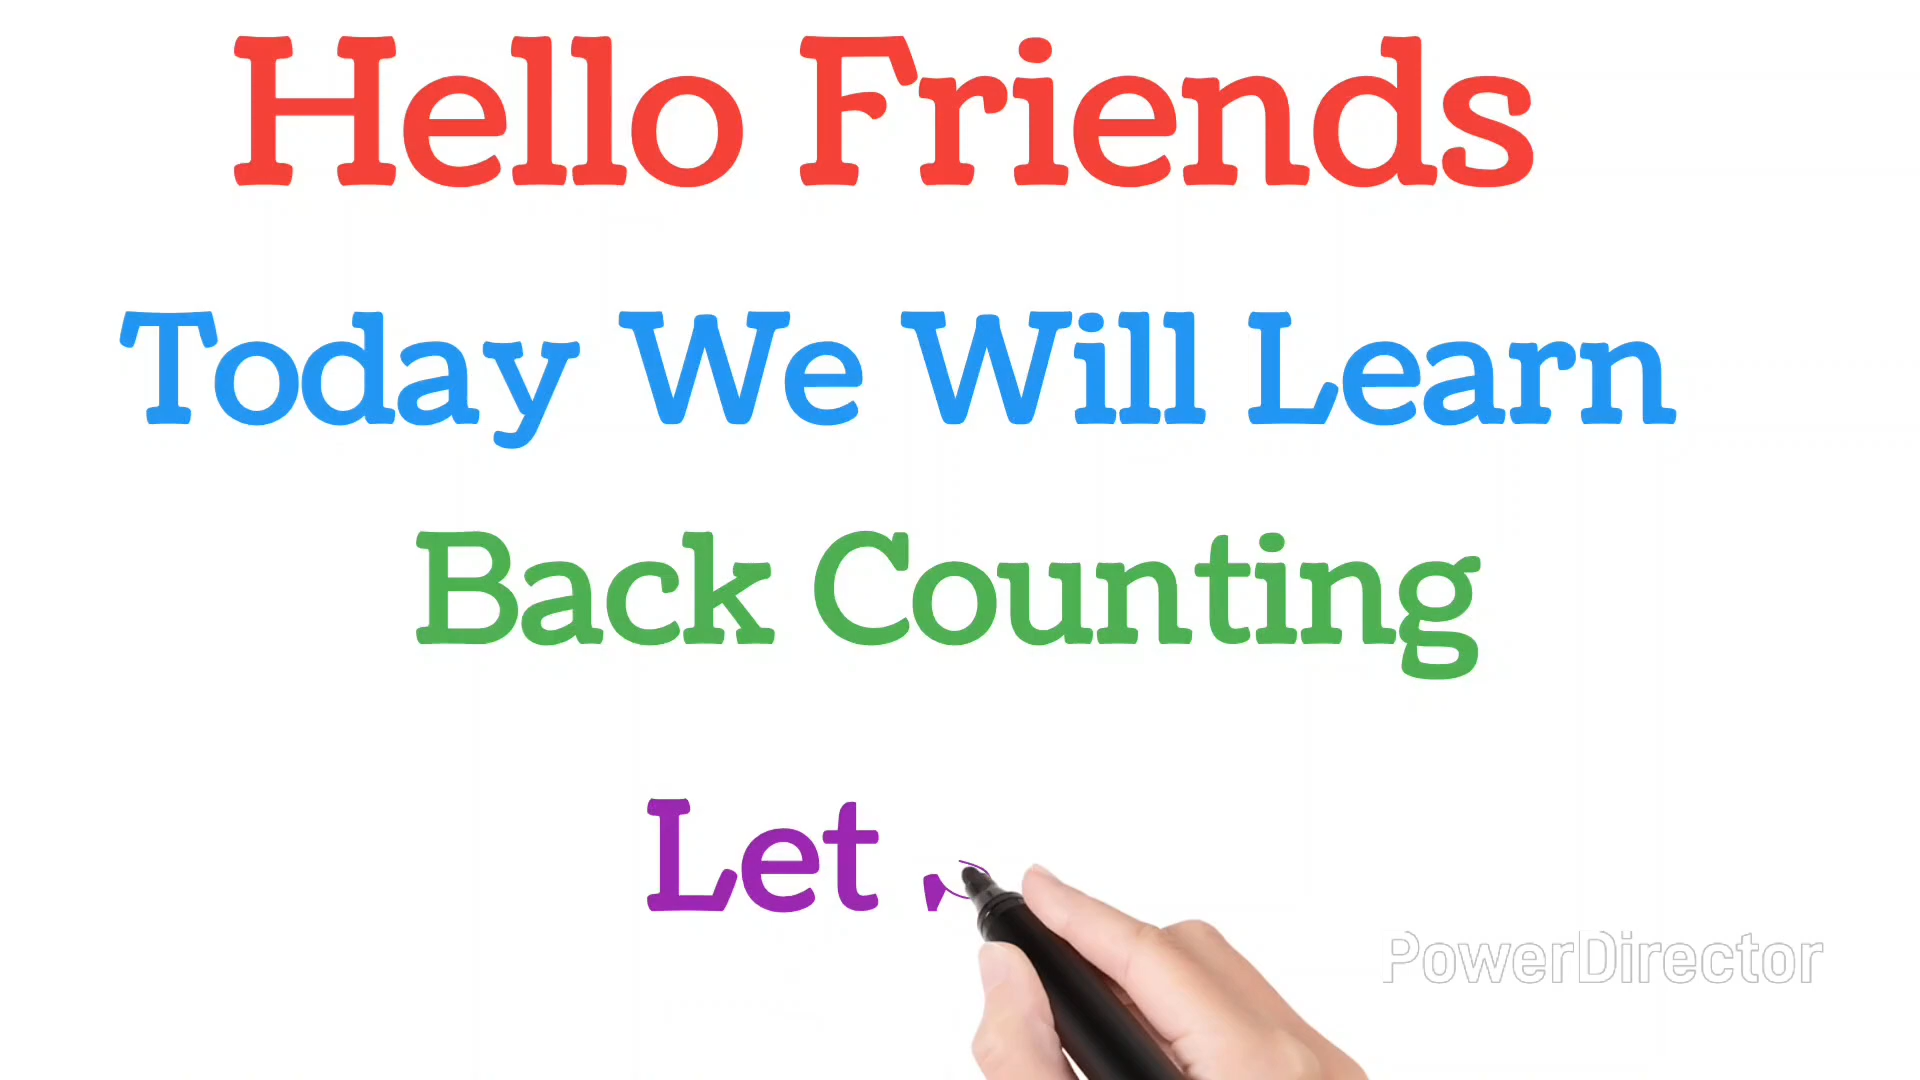 Hello Friends
Today We Will Learn
Back Counting
Let
PowerDirector